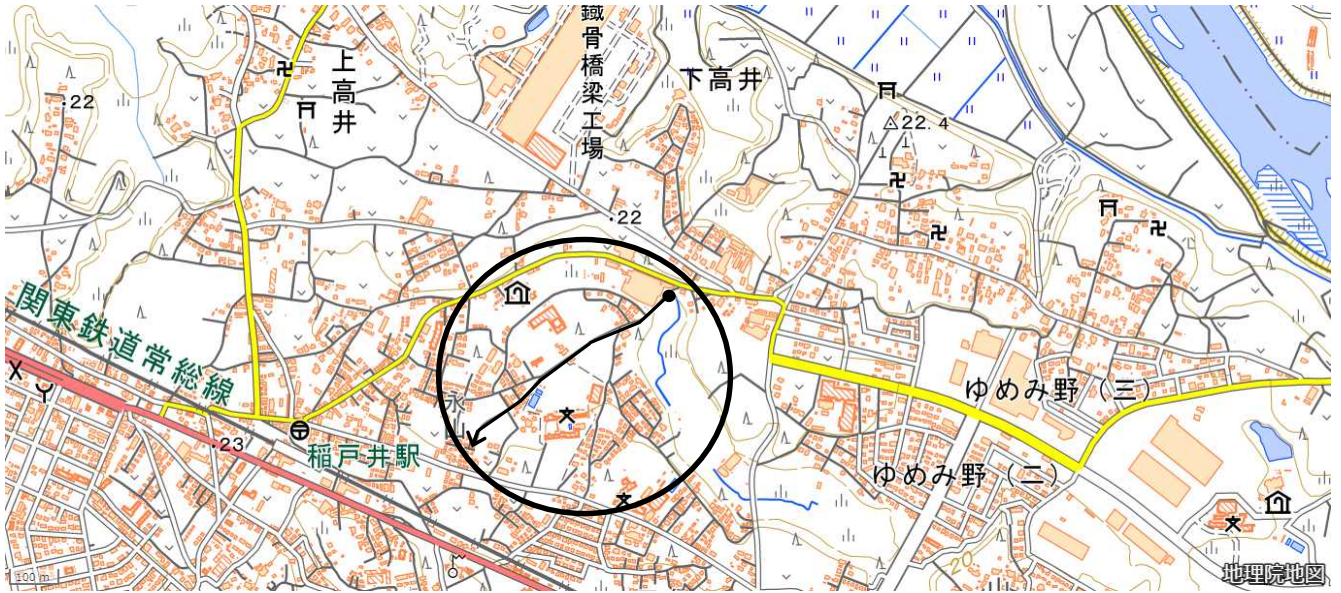 鐵骨橋梁工場
上高井
下高井
22
22.4
22
関東鉄道常総線
永山
稲戸井駅
23
ゆめみ野(三)
ゆめみ野(二)
100 m
地理院地図